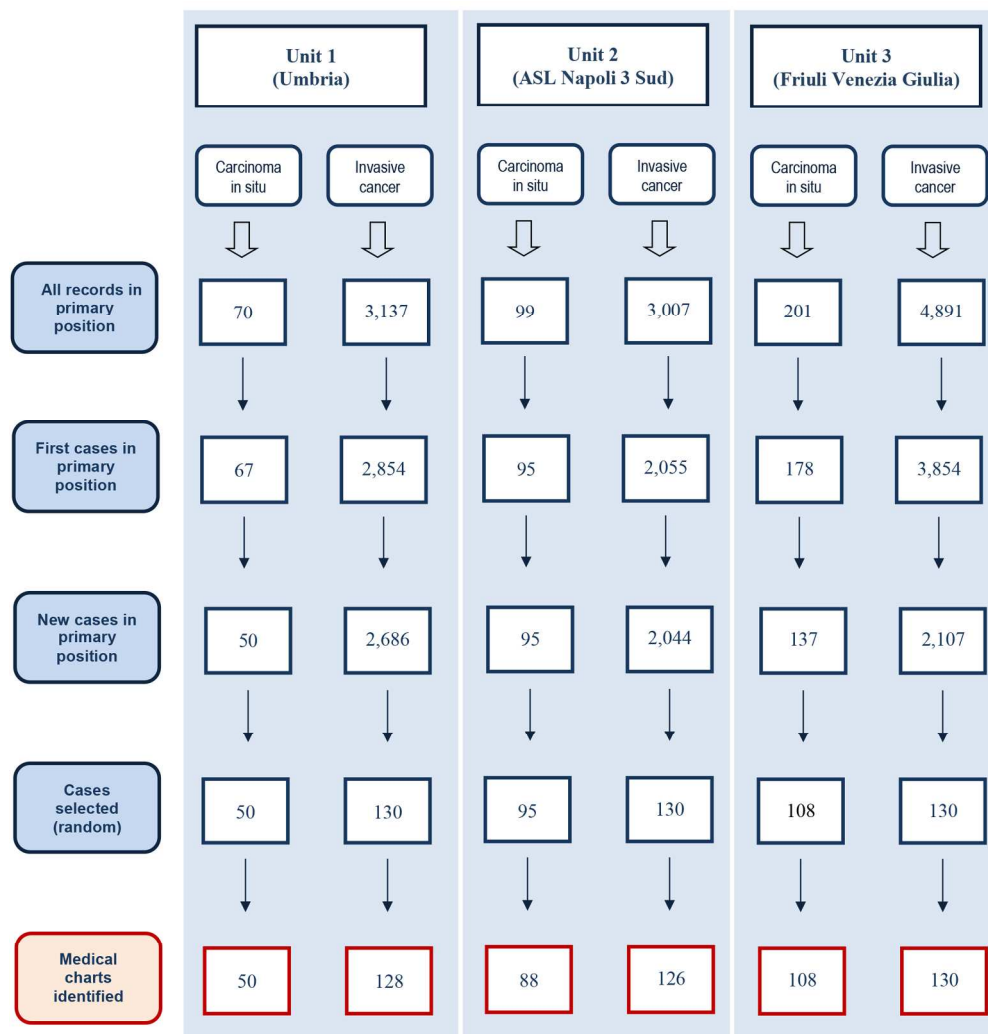 Unit 1
(Umbria)
Unit 2
(ASL Napoli 3 Sud)
Unit 3
(Friuli Venezia Giulia)
Carcinoma
in situ
Invasive
cancer
Carcinoma
in situ
Invasive
cancer
Carcinoma
in situ
Invasive
cancer
All records in
primary
position
70
3,137
99
3,007
201
4,891
First cases in
primary
position
67
2,854
95
2,055
178
3,854
New cases in
primary
position
50
2,686
95
2,044
137
2,107
Cases
selected
(random)
50
130
95
130
108
130
Medical
charts
identified
50
128
88
126
108
130